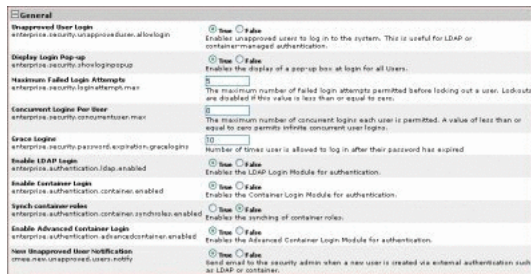 General
Unapproved User Login
enterprise.security.unapproveduser.allowlogin
True False
Enables unapproved users to log in to the system. This is useful for LDAP or
container-managed authentication.
Display Login Pop-up
enterprise.security.showloginpopup
True False
Enables the display of a pop-up box at login for all Users.
Maximum Failed Login Attempts
enterprise.security.loginattempt.max
5
The maximum number of failed login attempts permitted before locking out a user. Lockouts
are disabled if this value is less than or equal to zero.
Concurrent Logins Per User
enterprise.security.concurrentuser.max
0
The maximum number of concurrent logins each user is permitted. A value of less than or
equal to zero permits infinite concurrent user logins.
Grace Logins
enterprise.security.password.expiration.gracelogins
10
Number of times user is allowed to log in after their password has expired
Enable LDAP Login
enterprise.authentication.ldap.enabled
True False
Enables the LDAP Login Module for authentication.
Enable Container Login
enterprise.authentication.container.enabled
True False
Enables the Container Login Module for authentication.
Synch container roles
enterprise.authentication.container.synchroles.enabled
True False
Enables the synching of container roles.
Enable Advanced Container Login
enterprise.authentication.advancedcontainer.enabled
True False
Enables the Advanced Container Login Module for authentication.
New Unapproved User Notification
cmea.new.unapproved.users.notify
True False
Send email to the security admin when a new user is created via external authentication such
as LDAP or container.